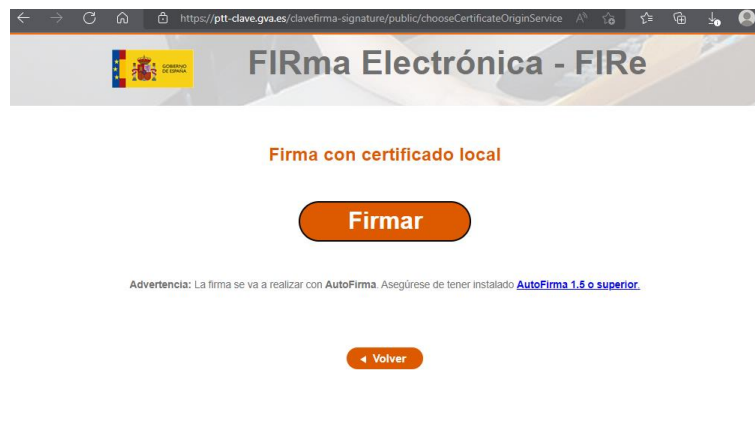 https://ptt-clave.gva.es/clavefirma-signature/public/chooseCertificateOriginService
GOBIERNO
DE ESPAÑA
FIRma Electrónica - FIRe
Firma con certificado local
Firmar
Advertencia: La firma se va a realizar con AutoFirma. Asegúrese de tener instalado AutoFirma 1.5 o superior.
Volver